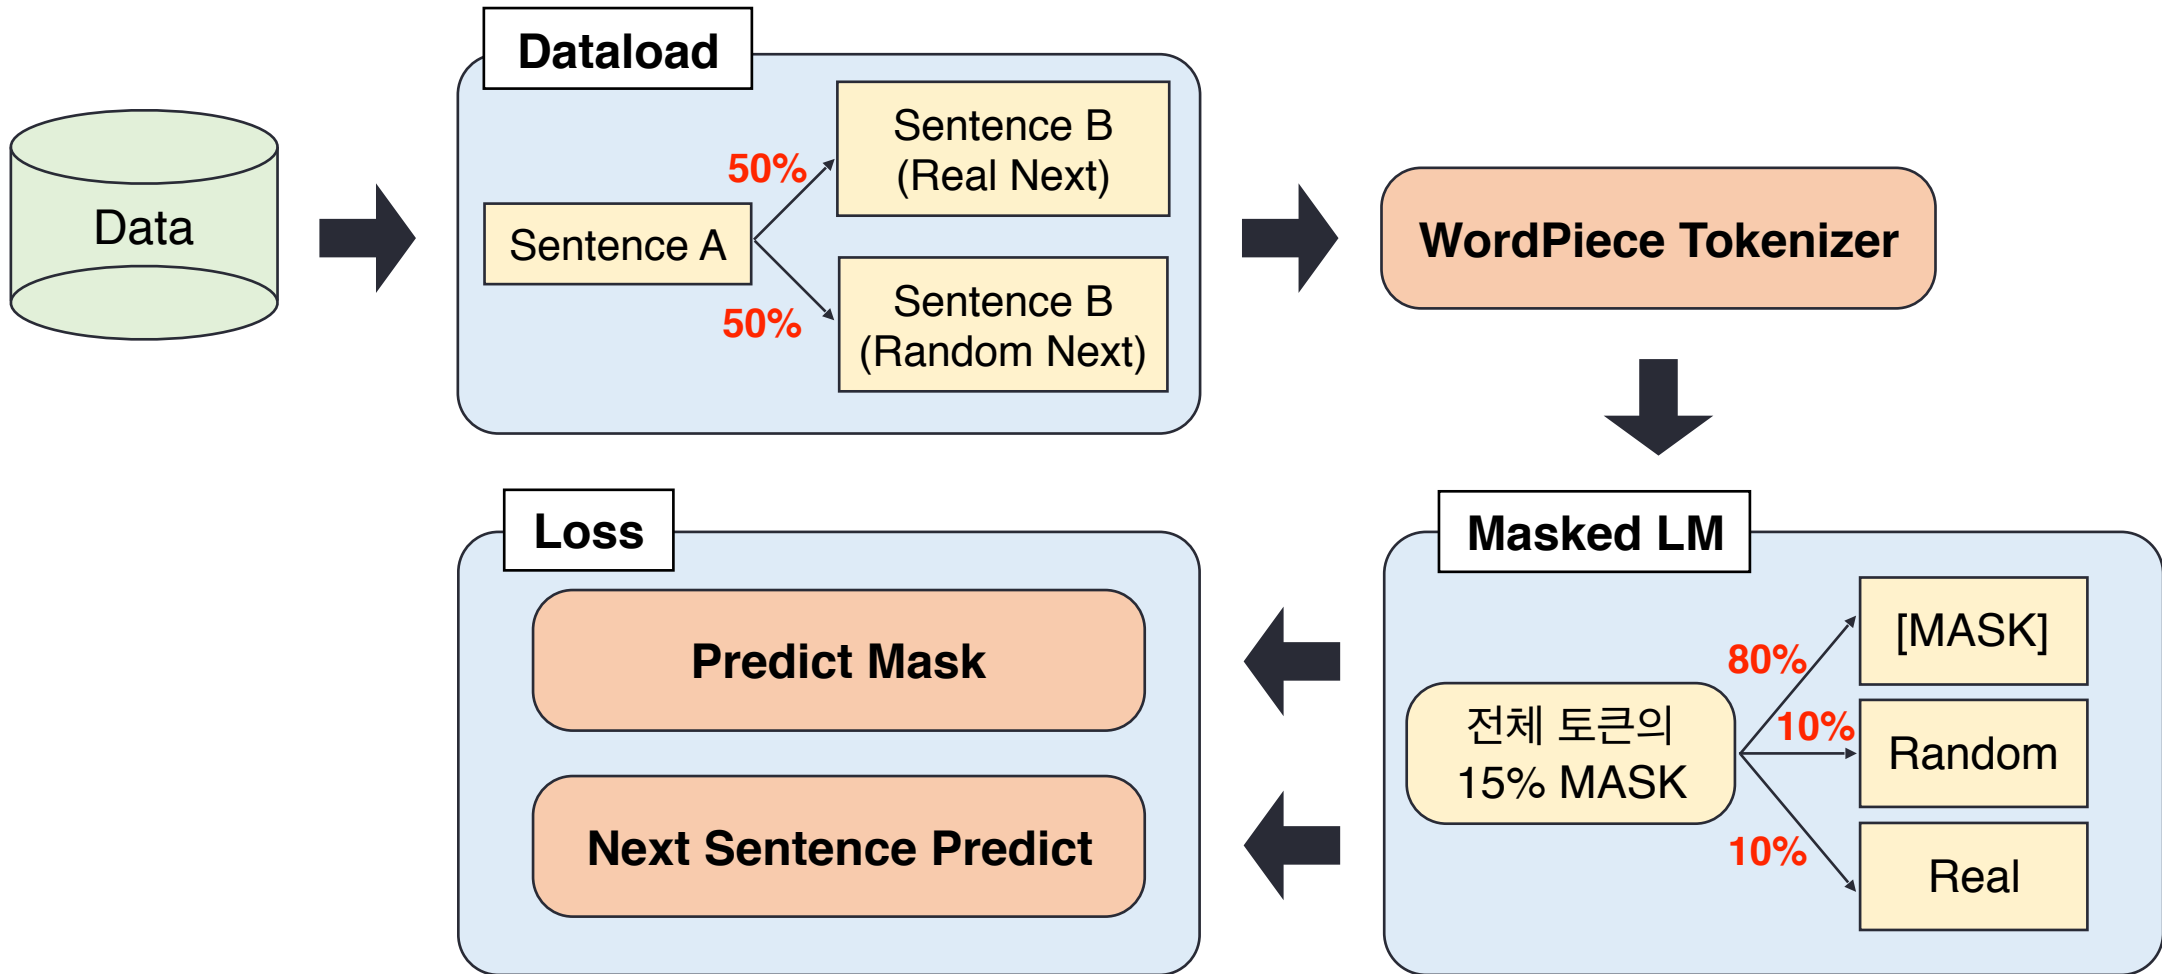 Data
Dataload
Sentence A
50%
50%
Sentence B
(Real Next)
Sentence B
(Random Next)
WordPiece Tokenizer
Masked LM
전체 토큰의
15% MASK
80%
10%
10%
[MASK]
Random
Real
Loss
Predict Mask
Next Sentence Predict